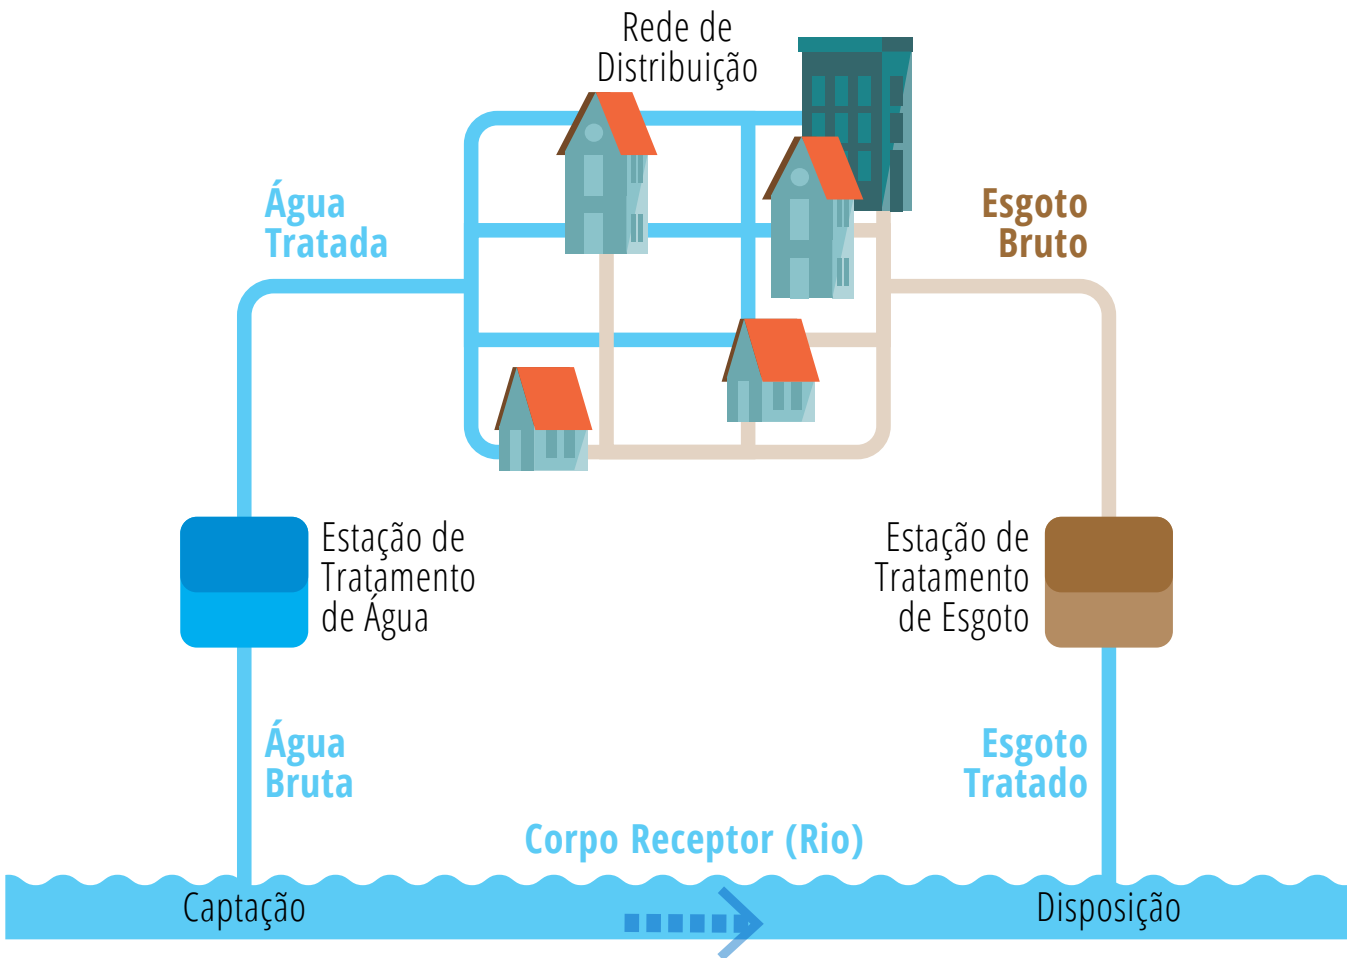 Rede de
Distribuição
Água
Tratada
Esgoto
Bruto
Estação de
Tratamento
de Água
Estação de
Tratamento
de Esgoto
Água
Bruta
Esgoto
Tratado
Corpo Receptor (Rio)
Captação
Disposição